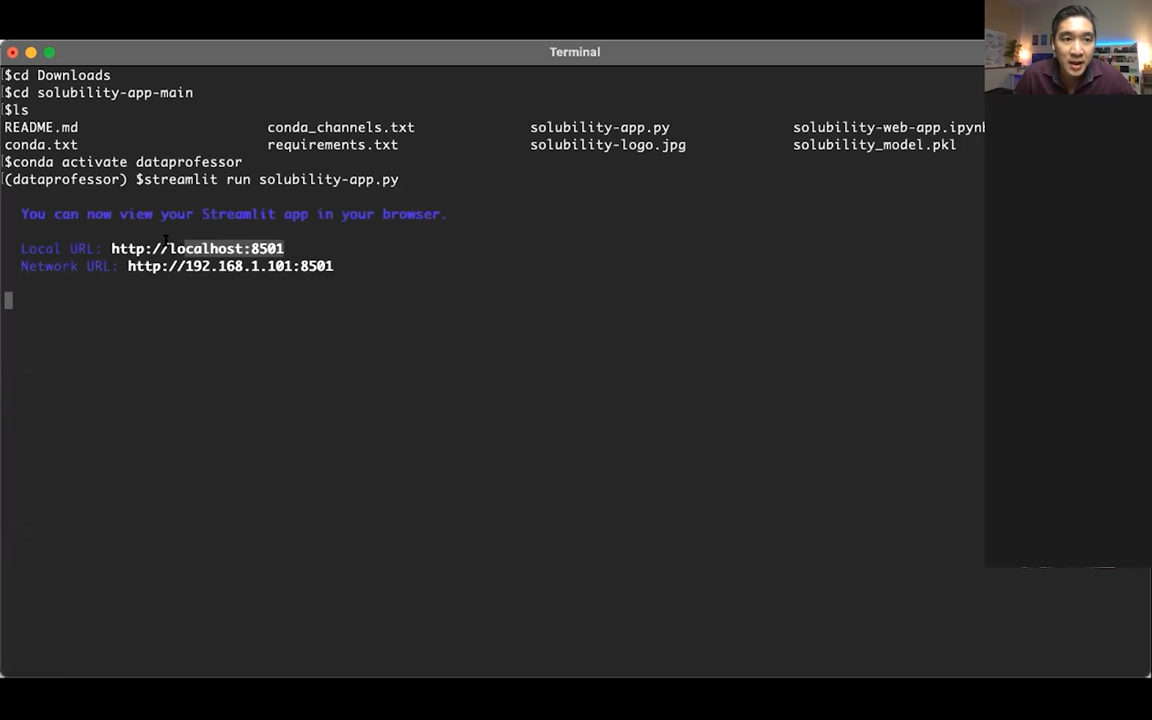 Terminal
$cd Downloads
$cd solubility-app-main
$ls
README.md conda_channels.txt solubility-app.py solubility-web-app.ipynb
conda.txt requirements.txt solubility-logo.jpg solubility_model.pkl
$conda activate dataprofessor
(dataprofessor) $streamlit run solubility-app.py
You can now view your Streamlit app in your browser.
Local URL: http://localhost:8501
Network URL: http://192.168.1.101:8501